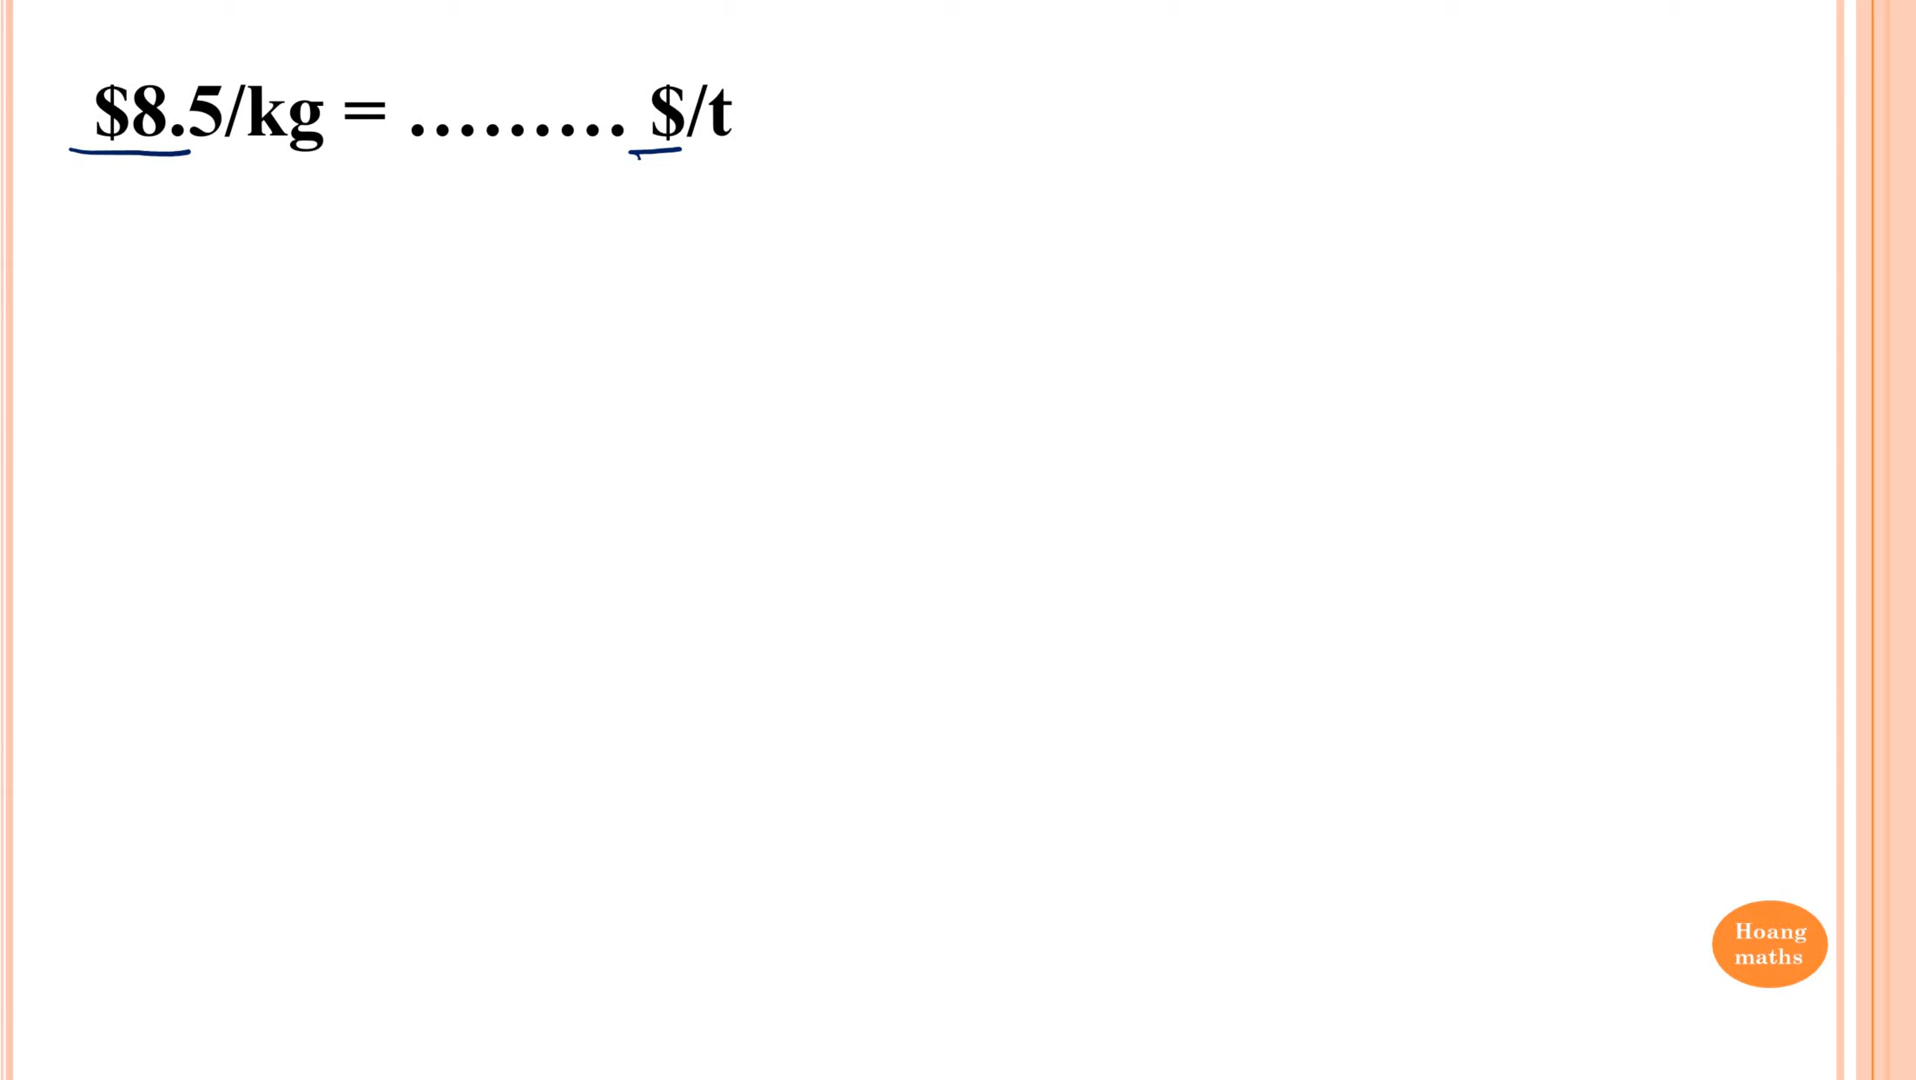 $8.5/kg = ......... $/t
Hoang
maths